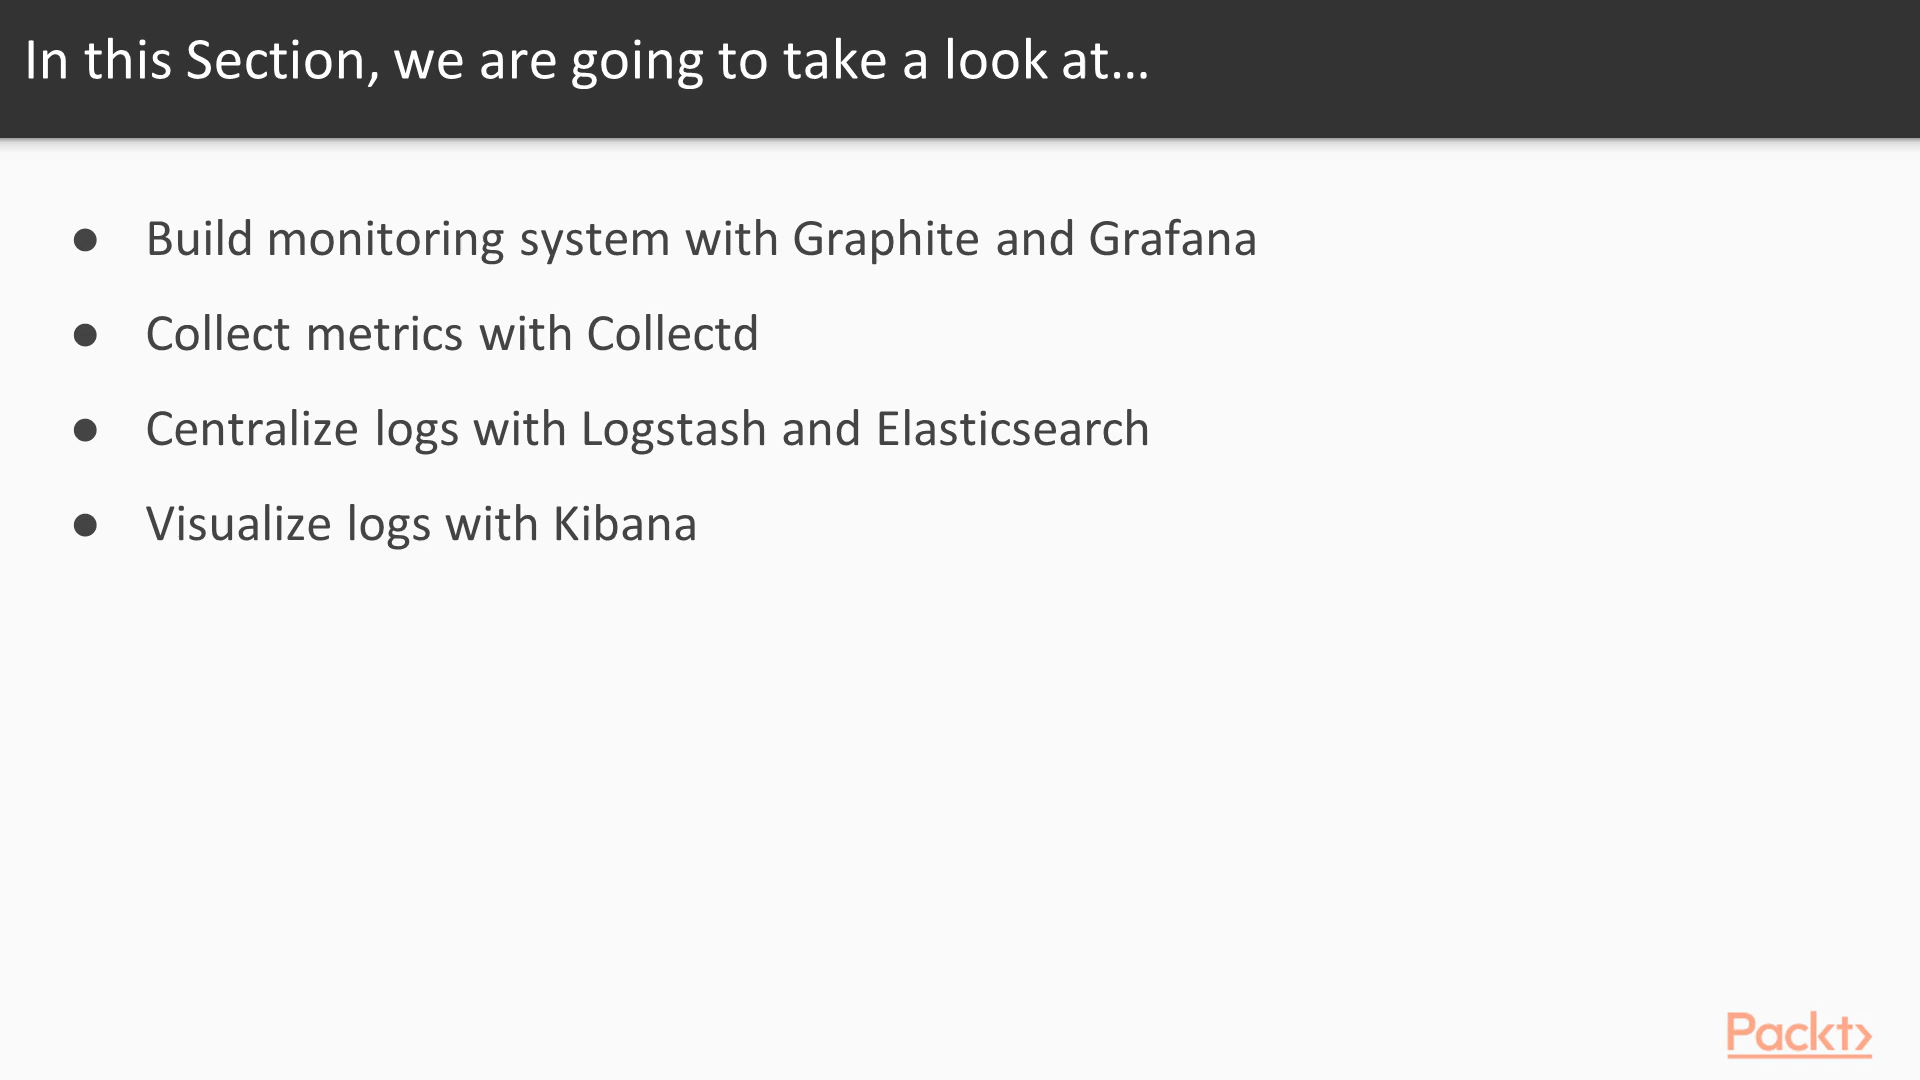 In this Section, we are going to take a look at…
● Build monitoring system with Graphite and Grafana
● Collect metrics with Collectd
● Centralize logs with Logstash and Elasticsearch
● Visualize logs with Kibana
Packt>